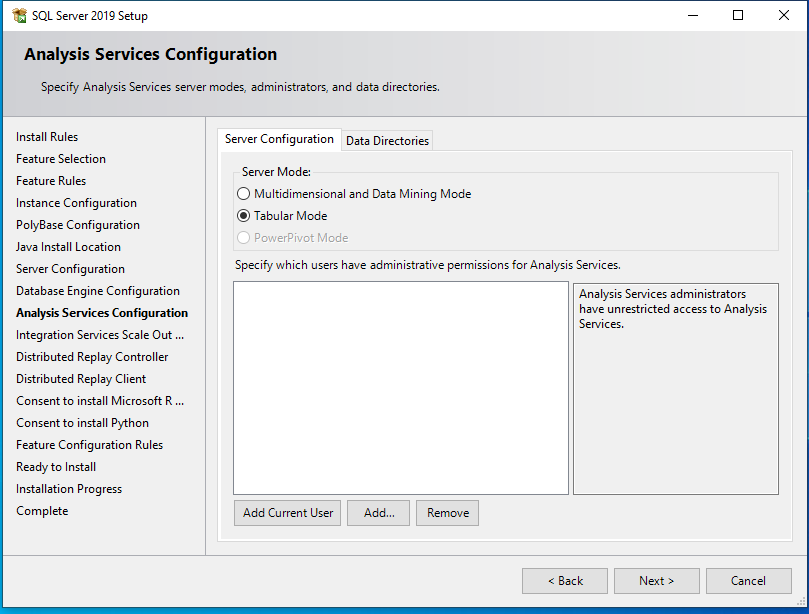 SQL Server 2019 Setup
Analysis Services Configuration
Specify Analysis Services server modes, administrators, and data directories.
Install Rules
Feature Selection
Feature Rules
Instance Configuration
PolyBase Configuration
Java Install Location
Server Configuration
Database Engine Configuration
Analysis Services Configuration
Integration Services Scale Out ...
Distributed Replay Controller
Distributed Replay Client
Consent to install Microsoft R ...
Consent to install Python
Feature Configuration Rules
Ready to Install
Installation Progress
Complete
Server Configuration
Data Directories
Server Mode:
Multidimensional and Data Mining Mode
Tabular Mode
PowerPivot Mode
Specify which users have administrative permissions for Analysis Services.
Analysis Services administrators
have unrestricted access to Analysis
Services.
Add Current User
Add...
Remove
< Back
Next >
Cancel